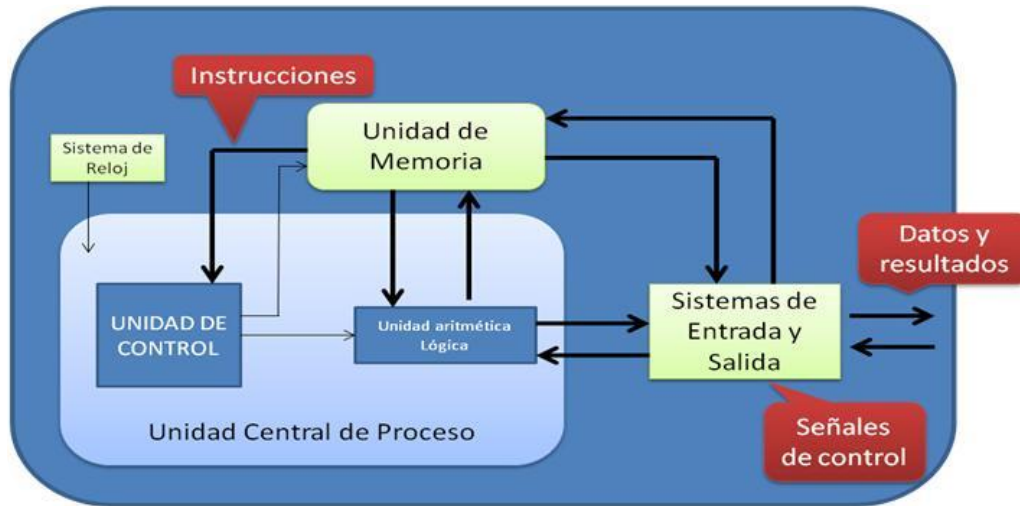 Instrucciones
Unidad de
Memoria
Sistema de
Reloj
Datos y
resultados
UNIDAD DE
CONTROL
Unidad aritmética
Lógica
Sistemas de
Entrada y
Salida
Unidad Central de Proceso
Señales
de control